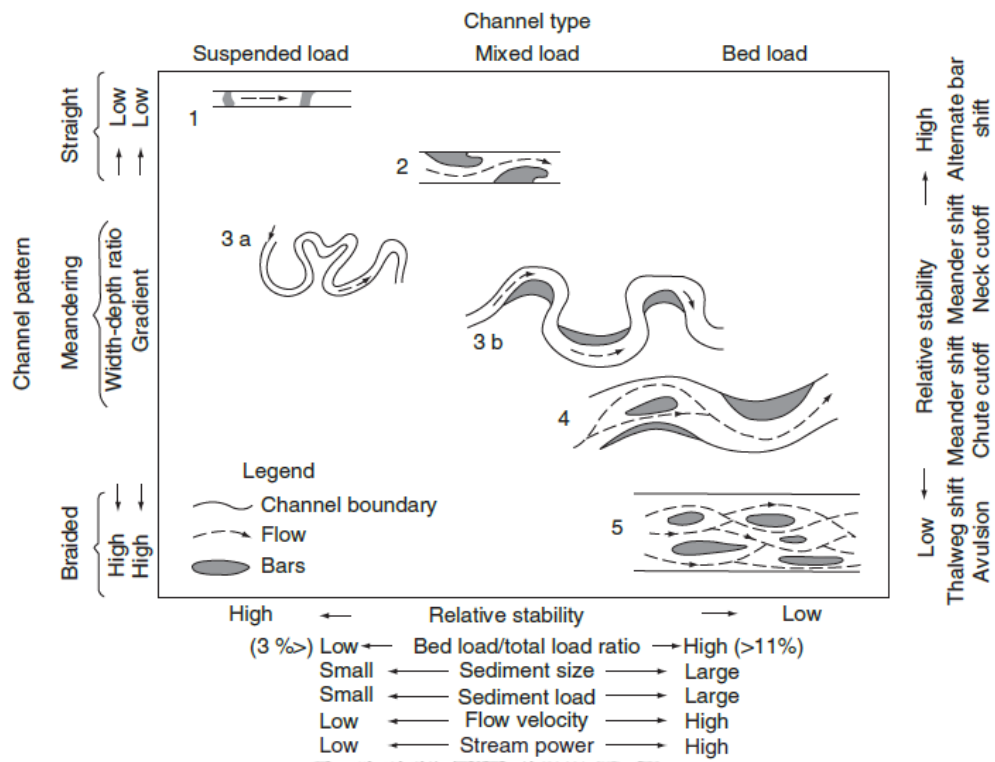 Channel type
Suspended load Mixed load Bed load
Channel pattern
Straight
Meandering
Braided
Low
Low
Width-depth ratio
Gradient
High
High
1
2
3 a
3 b
4
5
Legend
Channel boundary
Flow
Bars
High
Relative stability
Low
Alternate bar
shift
Meander shift
Neck cutoff
Meander shift
Chute cutoff
Thalweg shift
Avulsion
High Relative stability Low
(3 %>) Low Bed load/total load ratio High (>11%)
Small Sediment size Large
Small Sediment load Large
Low Flow velocity High
Low Stream power High